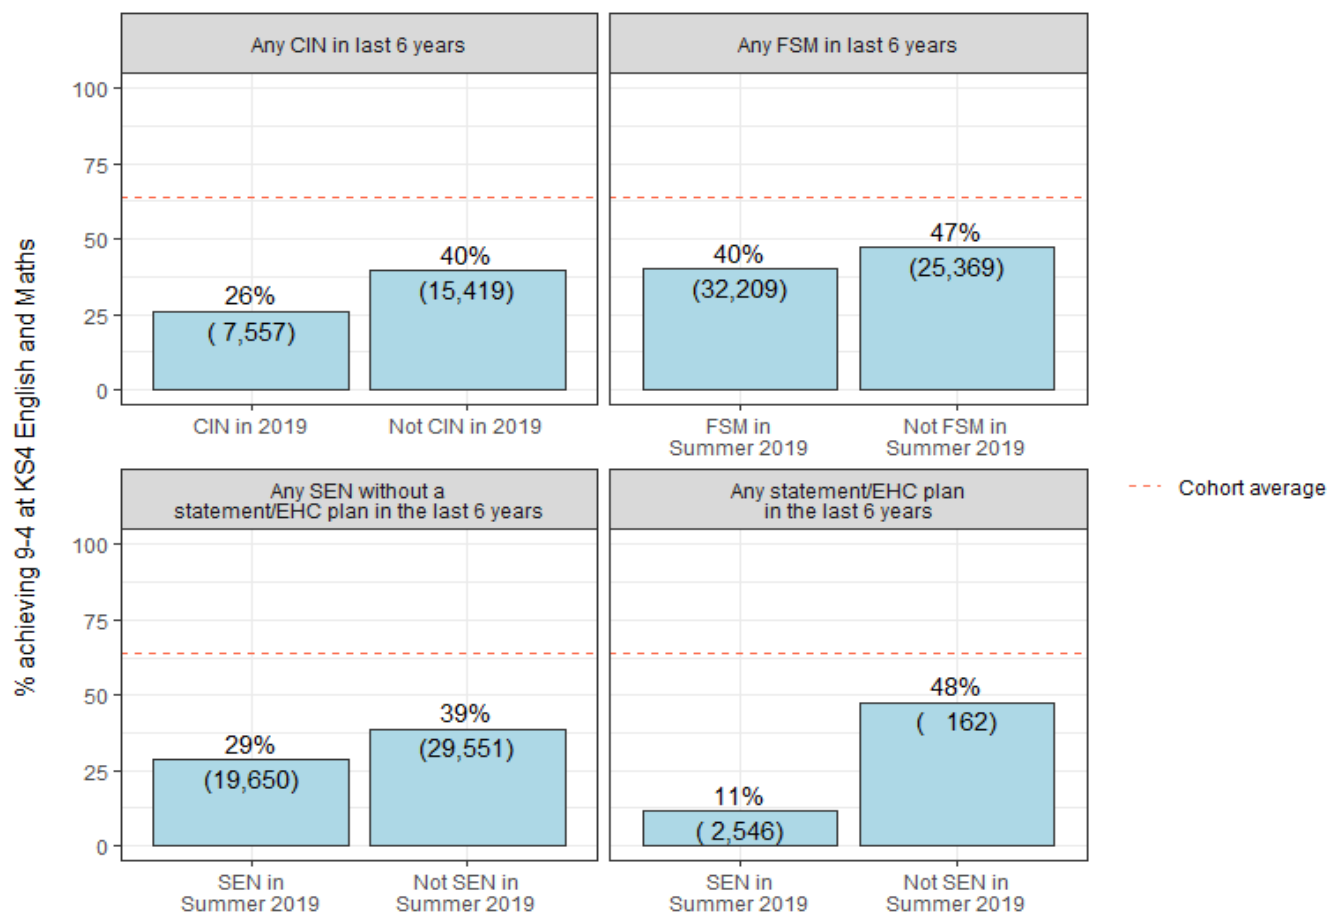 Any CIN in last 6 years
Any FSM in last 6 years
% achieving 9-4 at KS4 English and Maths
100
75
50
25
0
26%
( 7,557)
40%
(15,419)
40%
(32,209)
47%
(25,369)
CIN in 2019
Not CIN in 2019
FSM in
Summer 2019
Not FSM in
Summer 2019
Any SEN without a
statement/EHC plan in the last 6 years
Any statement/EHC plan
in the last 6 years
100
75
50
25
0
29%
(19,650)
39%
(29,551)
11%
( 2,546)
48%
(   162)
SEN in
Summer 2019
Not SEN in
Summer 2019
SEN in
Summer 2019
Not SEN in
Summer 2019
Cohort average